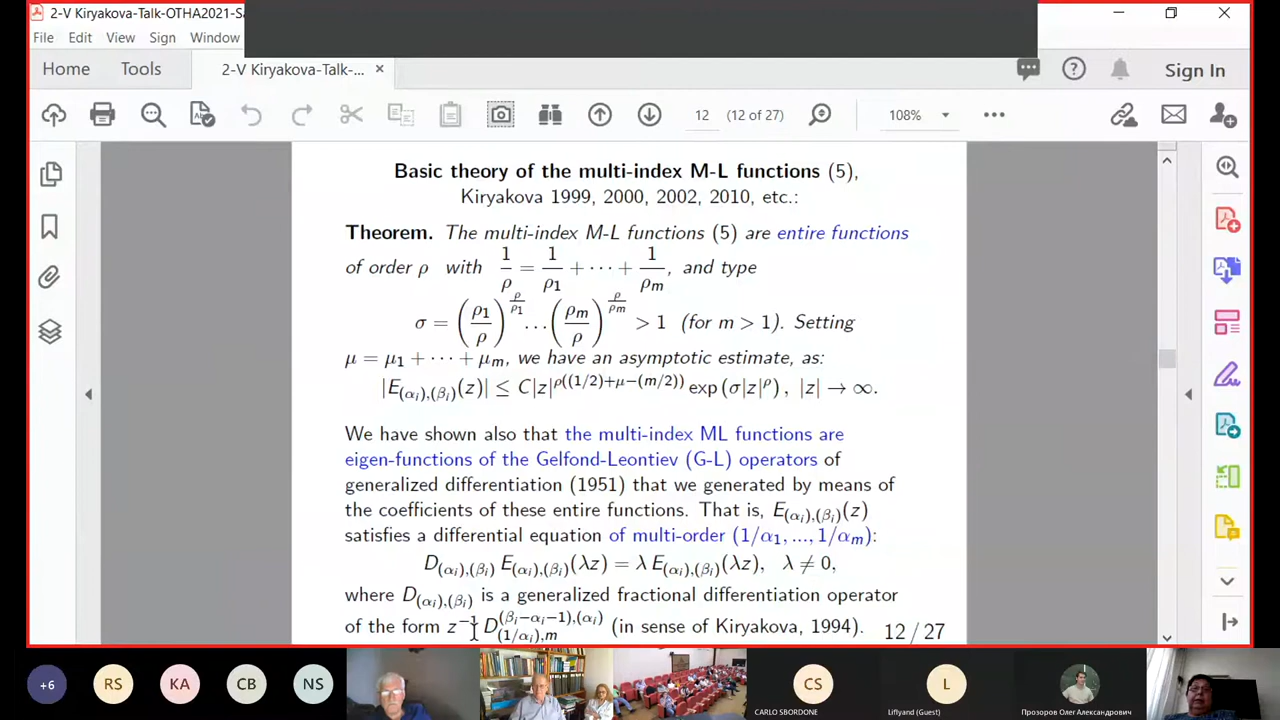 2-V Kiryakova-Talk-OTHA2021-S
File Edit View Sign Window
Home Tools 2-V Kiryakova-Talk-... × Sign In
12 (12 of 27) 108%
Basic theory of the multi-index M-L functions (5),
Kiryakova 1999, 2000, 2002, 2010, etc.:
Theorem. The multi-index M-L functions (5) are entire functions
of order ρ with 1/ρ = 1/ρ₁ + ⋯ + 1/ρₘ, and type
σ = (ρ₁/ρ)^(ρ/ρ₁) … (ρₘ/ρ)^(ρ/ρₘ) > 1 (for m > 1). Setting
μ = μ₁ + ⋯ + μₘ, we have an asymptotic estimate, as:
|E_(αᵢ),(βᵢ)(z)| ≤ C|z|^ρ((1/2)+μ−(m/2)) exp (σ|z|^ρ), |z| → ∞.
We have shown also that the multi-index ML functions are
eigen-functions of the Gelfond-Leontiev (G-L) operators of
generalized differentiation (1951) that we generated by means of
the coefficients of these entire functions. That is, E_(αᵢ),(βᵢ)(z)
satisfies a differential equation of multi-order (1/α₁, ..., 1/αₘ):
D_(αᵢ),(βᵢ) E_(αᵢ),(βᵢ)(λz) = λ E_(αᵢ),(βᵢ)(λz), λ ≠ 0,
where D_(αᵢ),(βᵢ) is a generalized fractional differentiation operator
of the form z^−1 D_(1/αᵢ),m^(βᵢ−αᵢ−1),(αᵢ) (in sense of Kiryakova, 1994). 12 / 27
+6 RS KA CB NS CS L
CARLO SBORDONE Liflyand (Guest) Прозоров Олег Александрович